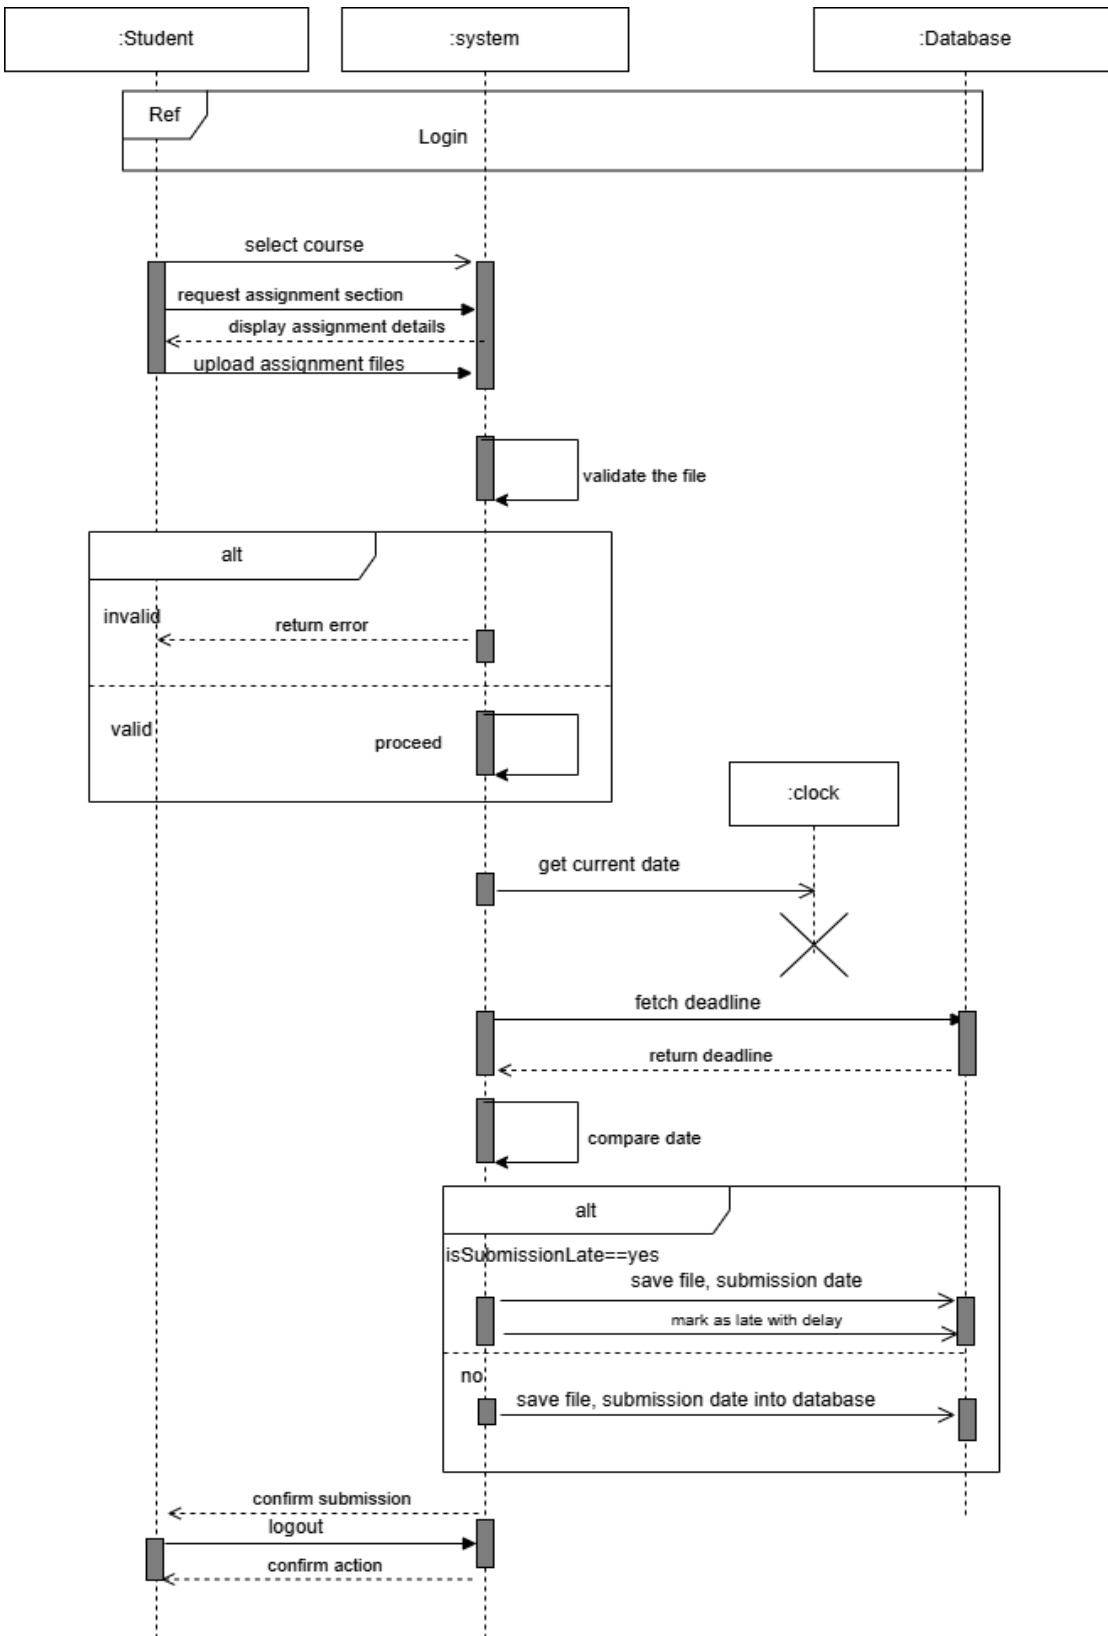 :Student
:system
:Database
Ref
Login
select course
request assignment section
display assignment details
upload assignment files
validate the file
alt
invalid
return error
valid
proceed
:clock
get current date
fetch deadline
return deadline
compare date
alt
isSubmissionLate==yes
save file, submission date
mark as late with delay
no
save file, submission date into database
confirm submission
logout
confirm action